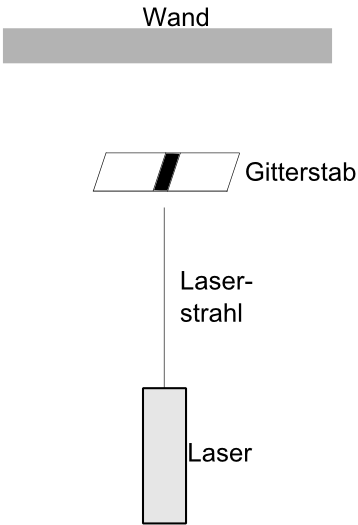 Wand
Gitterstab
Laser-
strahl
Laser